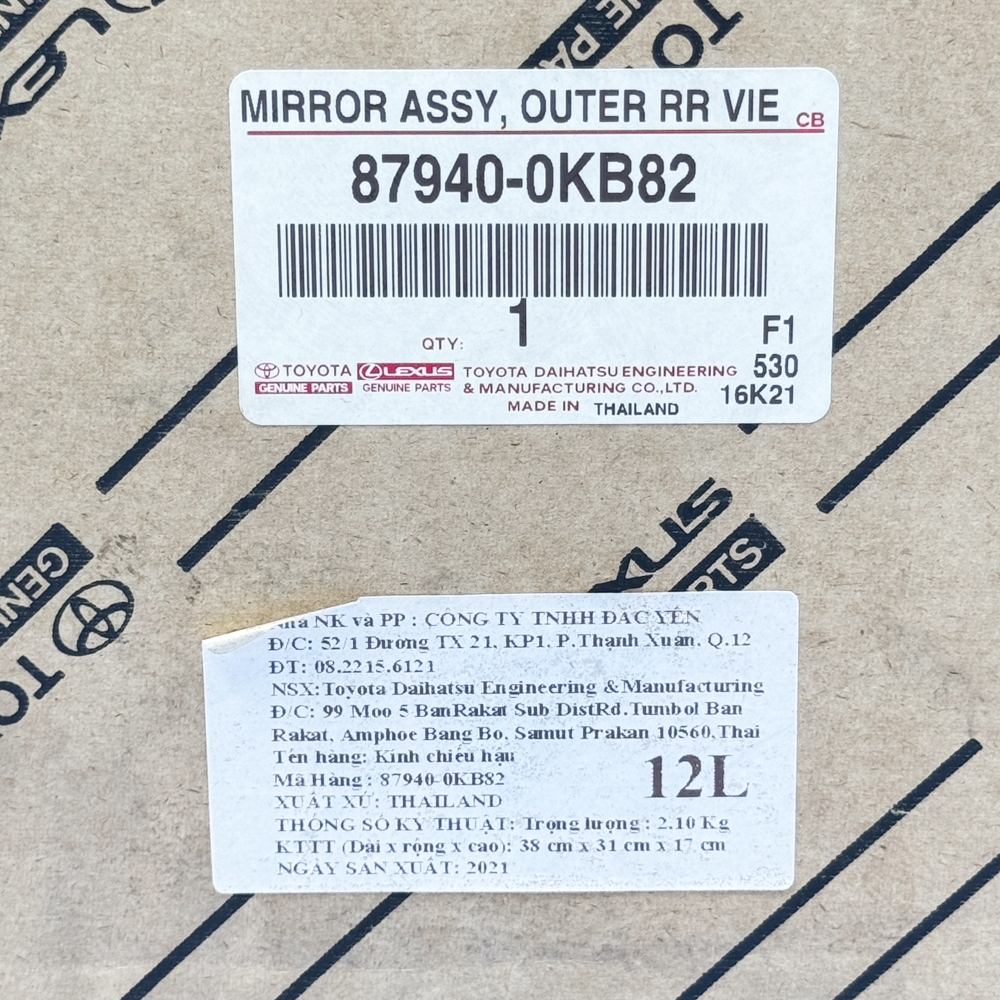 MIRROR ASSY, OUTER RR VIE CB
87940-0KB82
QTY: 1
F1
530
16K21
TOYOTA GENUINE PARTS
LEXUS GENUINE PARTS
TOYOTA DAIHATSU ENGINEERING
& MANUFACTURING CO.,LTD.
MADE IN THAILAND
LEXUS
PARTS
TOYOTA
NK và PP : CÔNG TY TNHH ĐẮC YẾN
Đ/C: 52/1 Đường TX 21, KP1, P.Thạnh Xuân, Q.12
ĐT: 08.2215.6121
NSX:Toyota Daihatsu Engineering &Manufacturing
Đ/C: 99 Moo 5 BanRakat Sub DistRd.Tumbol Ban
Rakat, Amphoe Bang Bo, Samut Prakan 10560,Thai
Tên hàng: Kính chiếu hậu
Mã Hàng : 87940-0KB82
12L
XUẤT XỨ: THAILAND
THÔNG SỐ KỸ THUẬT: Trọng lượng : 2.10 Kg
KTTT (Dài x rộng x cao): 38 cm x 31 cm x 17 cm
NGÀY SẢN XUẤT: 2021